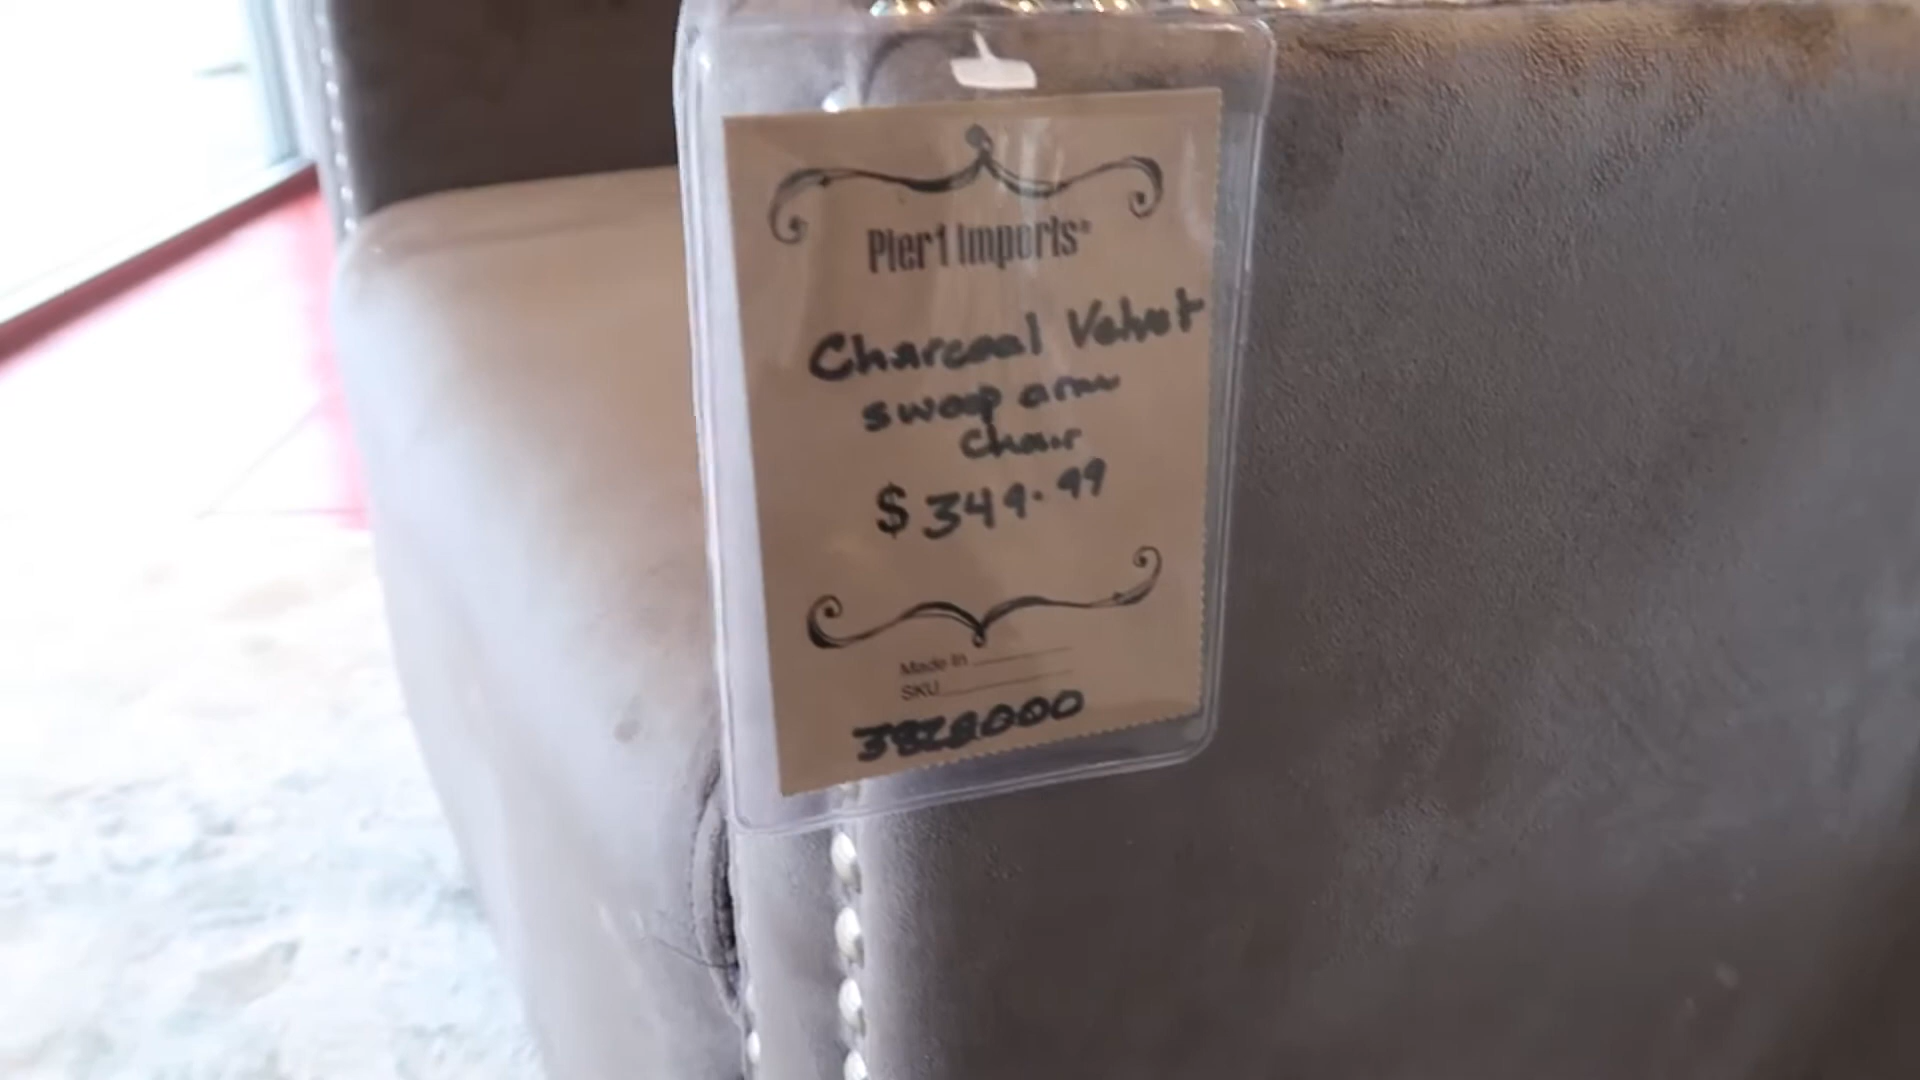 Pier 1 Imports®
Charcoal Velvet
swoop arm
Chair
$349.99
Made In
SKU
3828000